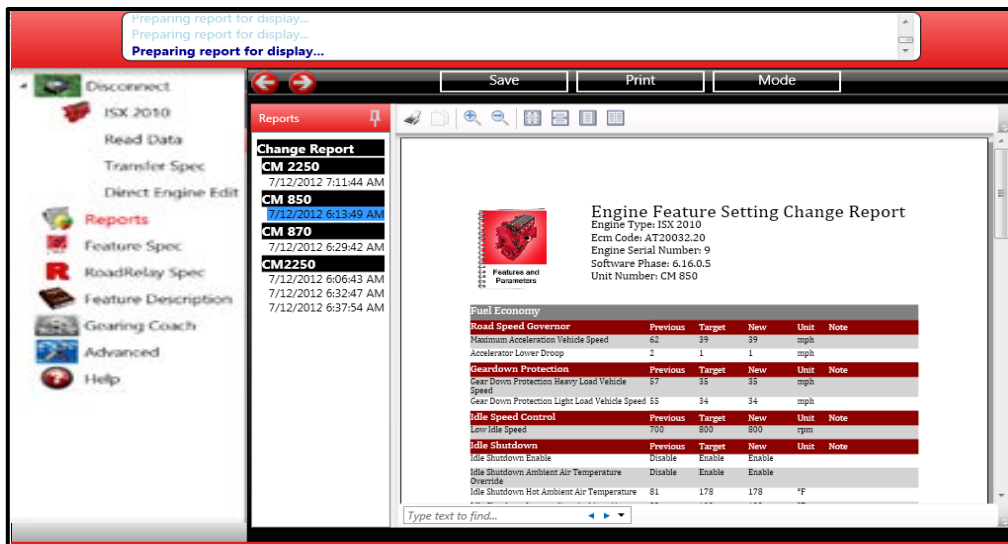 Preparing report for display...
Preparing report for display...
Preparing report for display...
Disconnect
ISX 2010
Read Data
Transfer Spec
Direct Engine Edit
Reports
Feature Spec
RoadRelay Spec
Feature Description
Gearing Coach
Advanced
Help
Save Print Mode
Reports
Change Report
CM 2250
7/12/2012 7:11:44 AM
CM 850
7/12/2012 6:13:49 AM
CM 870
7/12/2012 6:29:42 AM
CM2250
7/12/2012 6:06:43 AM
7/12/2012 6:32:47 AM
7/12/2012 6:37:54 AM
Features and
Parameters
Engine Feature Setting Change Report
Engine Type: ISX 2010
Ecm Code: AT20032.20
Engine Serial Number: 9
Software Phase: 6.16.0.5
Unit Number: CM 850
Fuel Economy
Road Speed Governor Previous Target New Unit Note
Maximum Acceleration Vehicle Speed 62 39 39 mph
Accelerator Lower Droop 2 1 1 mph
Geardown Protection Previous Target New Unit Note
Gear Down Protection Heavy Load Vehicle 57 35 35 mph
Speed
Gear Down Protection Light Load Vehicle Speed 55 34 34 mph
Idle Speed Control Previous Target New Unit Note
Low Idle Speed 700 800 800 rpm
Idle Shutdown Previous Target New Unit Note
Idle Shutdown Enable Disable Enable Enable
Idle Shutdown Ambient Air Temperature Disable Enable Enable
Override
Idle Shutdown Hot Ambient Air Temperature 81 178 178 °F
Type text to find...